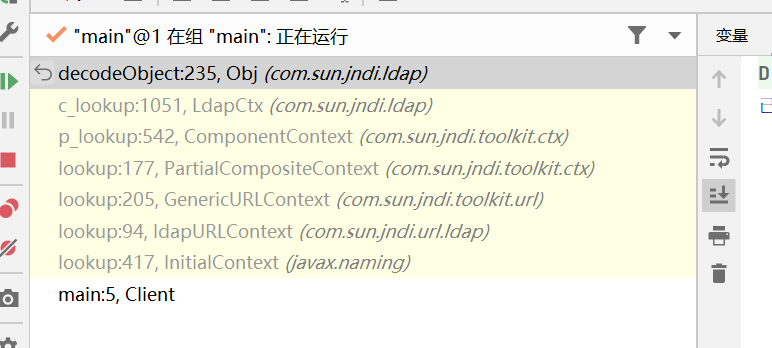 "main"@1 在组 "main": 正在运行
变量
decodeObject:235, Obj (com.sun.jndi.ldap)
c_lookup:1051, LdapCtx (com.sun.jndi.ldap)
p_lookup:542, ComponentContext (com.sun.jndi.toolkit.ctx)
lookup:177, PartialCompositeContext (com.sun.jndi.toolkit.ctx)
lookup:205, GenericURLContext (com.sun.jndi.toolkit.url)
lookup:94, ldapURLContext (com.sun.jndi.url.ldap)
lookup:417, InitialContext (javax.naming)
main:5, Client